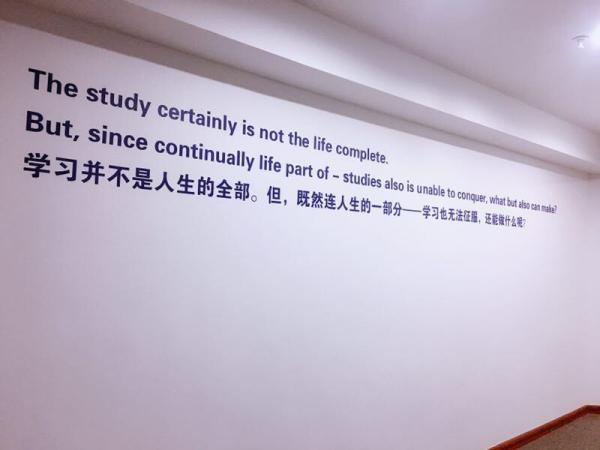 The study certainly is not the life complete.
But, since continually life part of – studies also is unable to conquer, what but also can make?
学习并不是人生的全部。但，既然连人生的一部分——学习也无法征服，还能做什么呢?